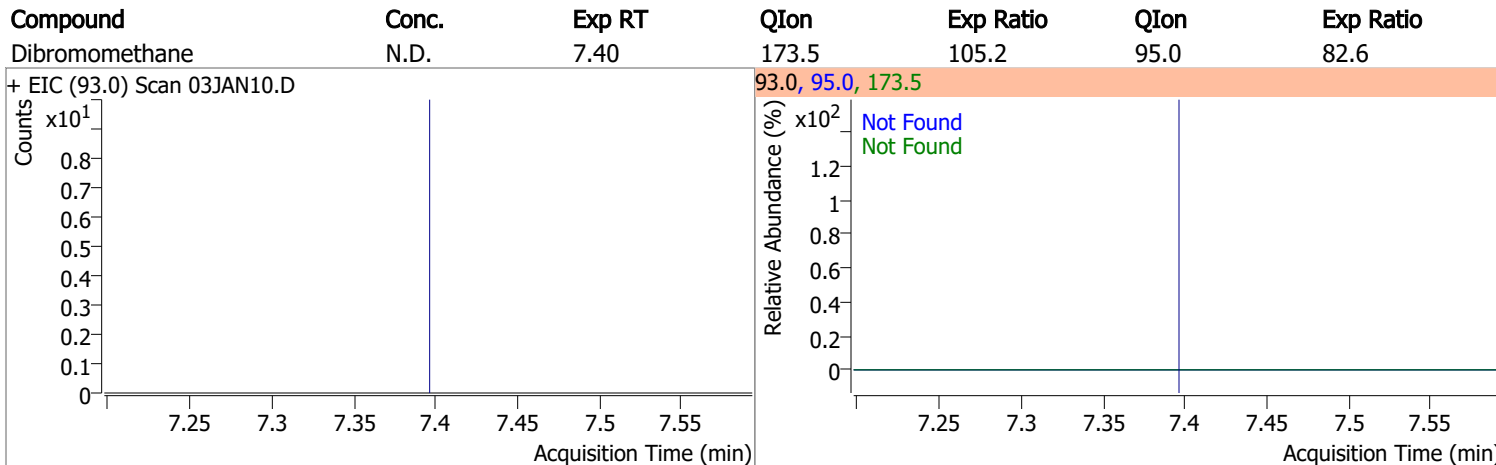 Compound Conc. Exp RT QIon Exp Ratio QIon Exp Ratio
Dibromomethane N.D. 7.40 173.5 105.2 95.0 82.6
+ EIC (93.0) Scan 03JAN10.D
Counts
x10¹
0.8
0.7
0.6
0.5
0.4
0.3
0.2
0.1
0
7.25 7.3 7.35 7.4 7.45 7.5 7.55
Acquisition Time (min)
93.0, 95.0, 173.5
Relative Abundance (%)
x10²
Not Found
Not Found
1.2
1
0.8
0.6
0.4
0.2
0
7.25 7.3 7.35 7.4 7.45 7.5 7.55
Acquisition Time (min)